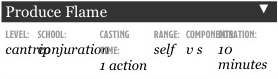 Produce Flame ▼
LEVEL: SCHOOL: CASTING TIME: RANGE: COMPONENTS: DURATION:
cantrip conjuration 1 action self v s 10 minutes